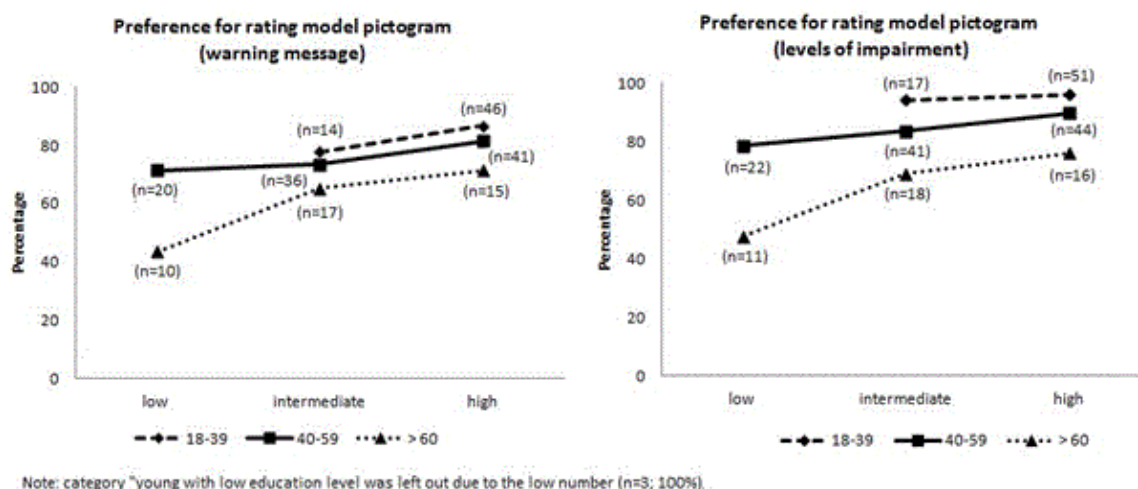 Preference for rating model pictogram
(warning message)
100
80
60
40
20
0
Percentage
(n=20)
(n=10)
(n=14)
(n=36)
(n=17)
(n=46)
(n=41)
(n=15)
low intermediate high
18-39 40-59 >60
Preference for rating model pictogram
(levels of impairment)
100
80
60
40
20
0
Percentage
(n=22)
(n=11)
(n=17)
(n=41)
(n=18)
(n=51)
(n=44)
(n=16)
low intermediate high
18-39 40-59 >60
Note: category "young with low education level was left out due to the low number (n=3; 100%).